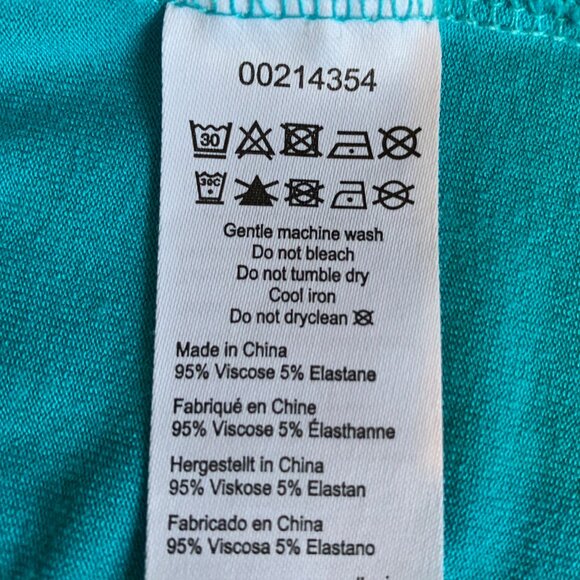 00214354
30
30C
Gentle machine wash
Do not bleach
Do not tumble dry
Cool iron
Do not dryclean
Made in China
95% Viscose 5% Elastane
Fabriqué en Chine
95% Viscose 5% Élasthanne
Hergestellt in China
95% Viskose 5% Elastan
Fabricado en China
95% Viscosa 5% Elastano